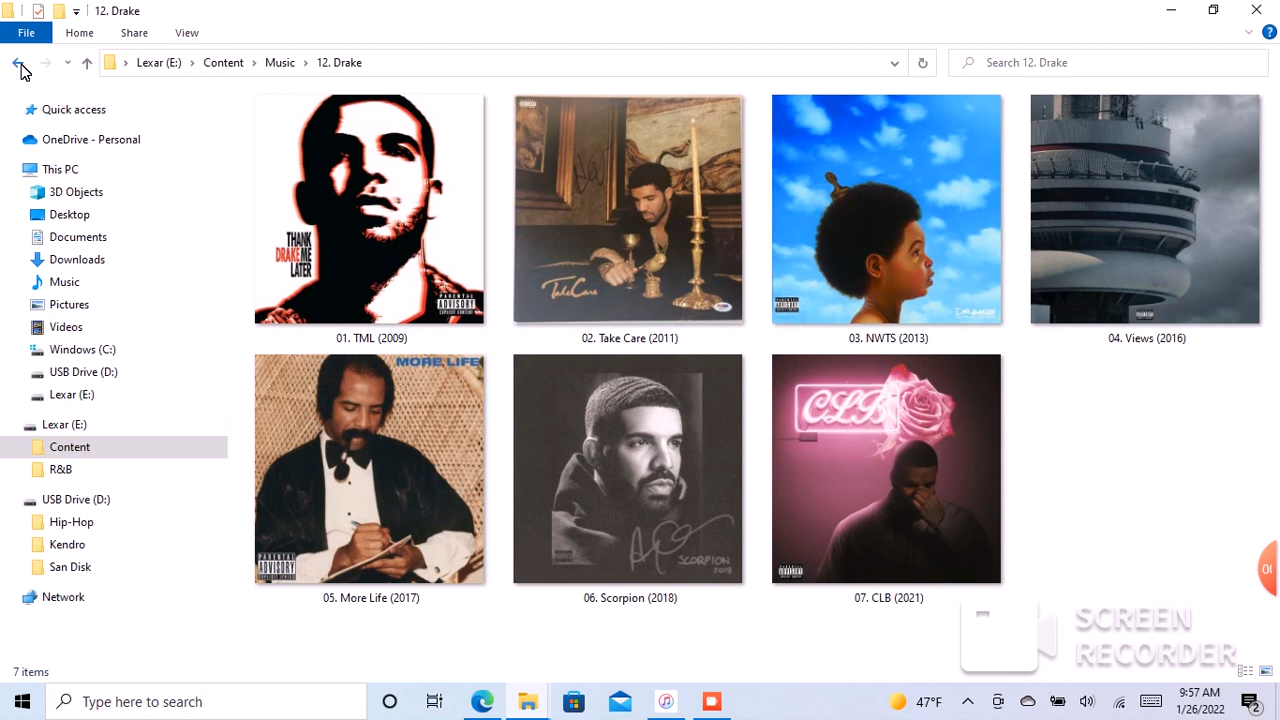 12. Drake
File Home Share View
Lexar (E:) Content Music 12. Drake
Search 12. Drake
Quick access
OneDrive - Personal
This PC
3D Objects
Desktop
Documents
Downloads
Music
Pictures
Videos
Windows (C:)
USB Drive (D:)
Lexar (E:)
Lexar (E:)
Content
R&B
USB Drive (D:)
Hip-Hop
Kendro
San Disk
Network
THANK
DRAKE ME
LATER
PARENTAL
ADVISORY
EXPLICIT CONTENT
Take Care
01. TML (2009) 02. Take Care (2011) 03. NWTS (2013) 04. Views (2016)
MORE LIFE
PARENTAL
ADVISORY
EXPLICIT LYRICS
SCORPION
2018
CLB
05. More Life (2017) 06. Scorpion (2018) 07. CLB (2021)
SCREEN
RECORDER
7 items
Type here to search
47°F
9:57 AM
1/26/2022
2